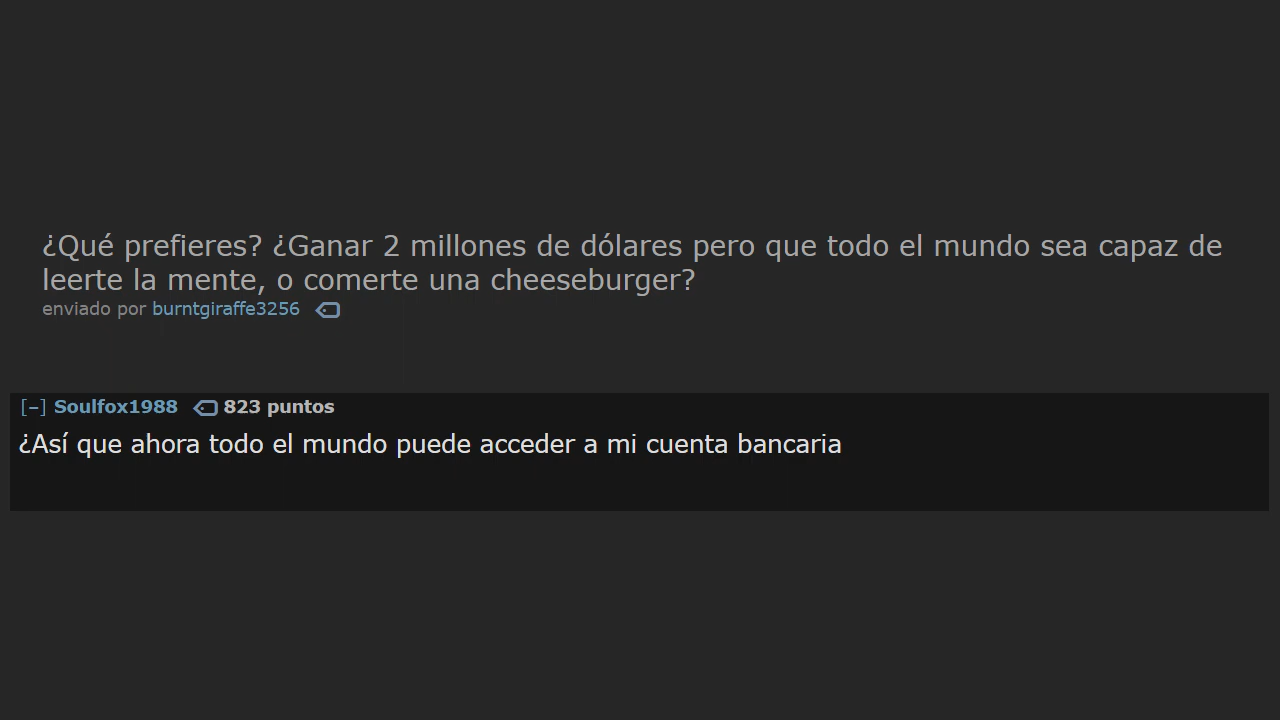 ¿Qué prefieres? ¿Ganar 2 millones de dólares pero que todo el mundo sea capaz de
leerte la mente, o comerte una cheeseburger?
enviado por burntgiraffe3256
[–] Soulfox1988 823 puntos
¿Así que ahora todo el mundo puede acceder a mi cuenta bancaria